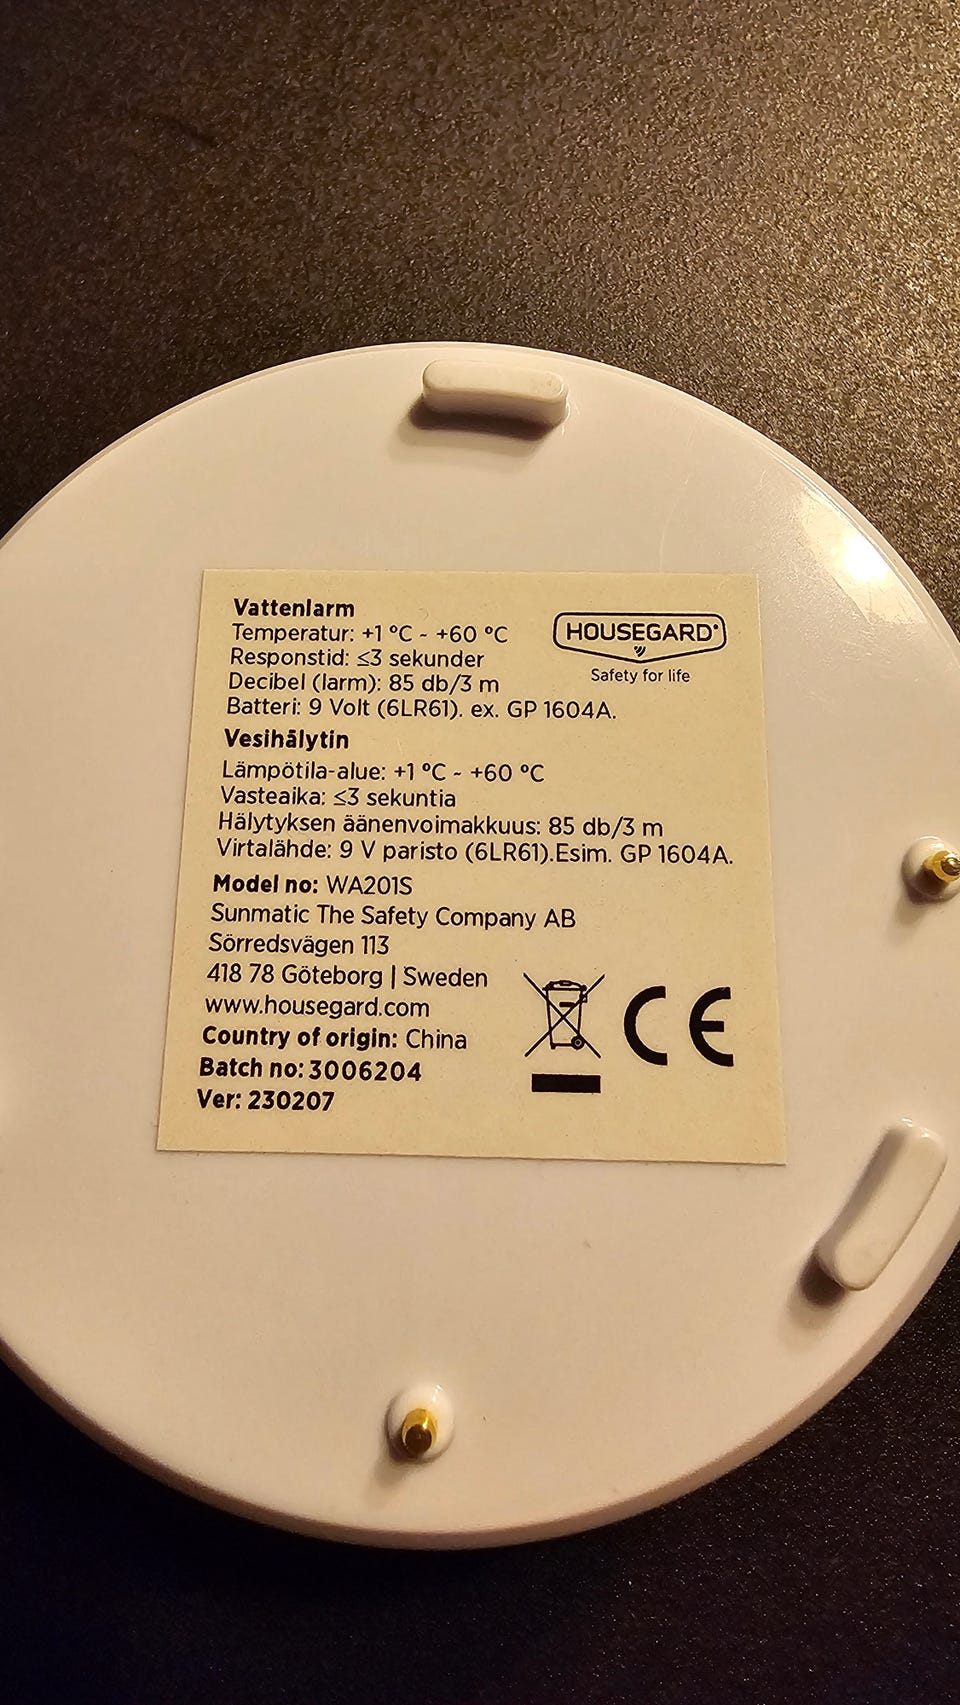 Vattenlarm
Temperatur: +1 °C ~ +60 °C
Responstid: ≤3 sekunder
Decibel (larm): 85 db/3 m
Batteri: 9 Volt (6LR61). ex. GP 1604A.
HOUSEGARD®
Safety for life
Vesihälytin
Lämpötila-alue: +1 °C ~ +60 °C
Vasteaika: ≤3 sekuntia
Hälytyksen äänenvoimakkuus: 85 db/3 m
Virtalähde: 9 V paristo (6LR61).Esim. GP 1604A.
Model no: WA201S
Sunmatic The Safety Company AB
Sörredsvägen 113
418 78 Göteborg | Sweden
www.housegard.com
Country of origin: China
Batch no: 3006204
Ver: 230207
CE